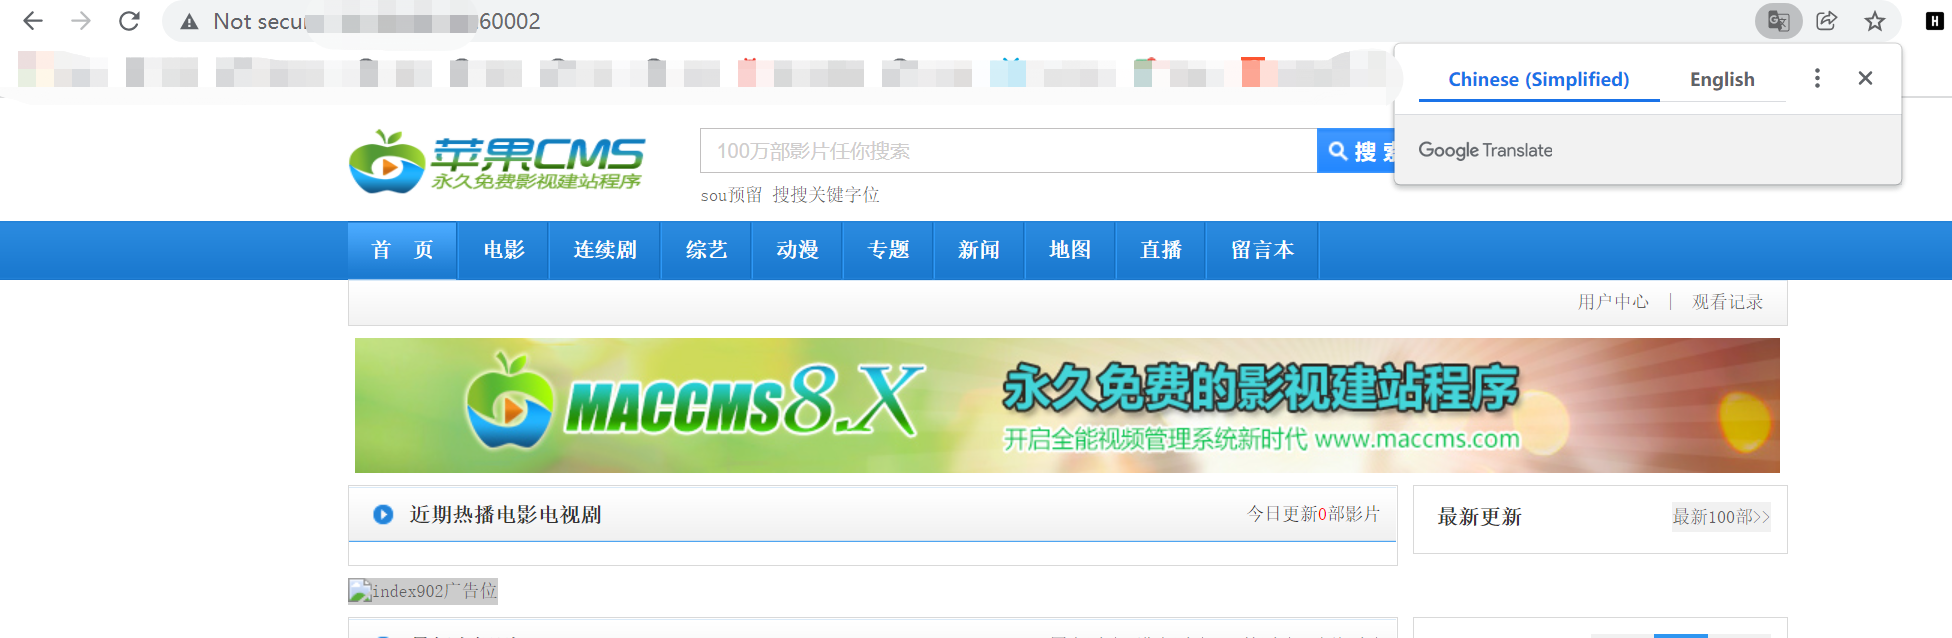 Not secur 60002
H
Chinese (Simplified) English
Google Translate
苹果CMS
永久免费影视建站程序
100万部影片任你搜索
搜
sou预留 搜搜关键字位
首 页 电影 连续剧 综艺 动漫 专题 新闻 地图 直播 留言本
用户中心 | 观看记录
MACCMS8.X
永久免费的影视建站程序
开启全能视频管理系统新时代 www.maccms.com
近期热播电影电视剧 今日更新0部影片
最新更新 最新100部>>
index902广告位